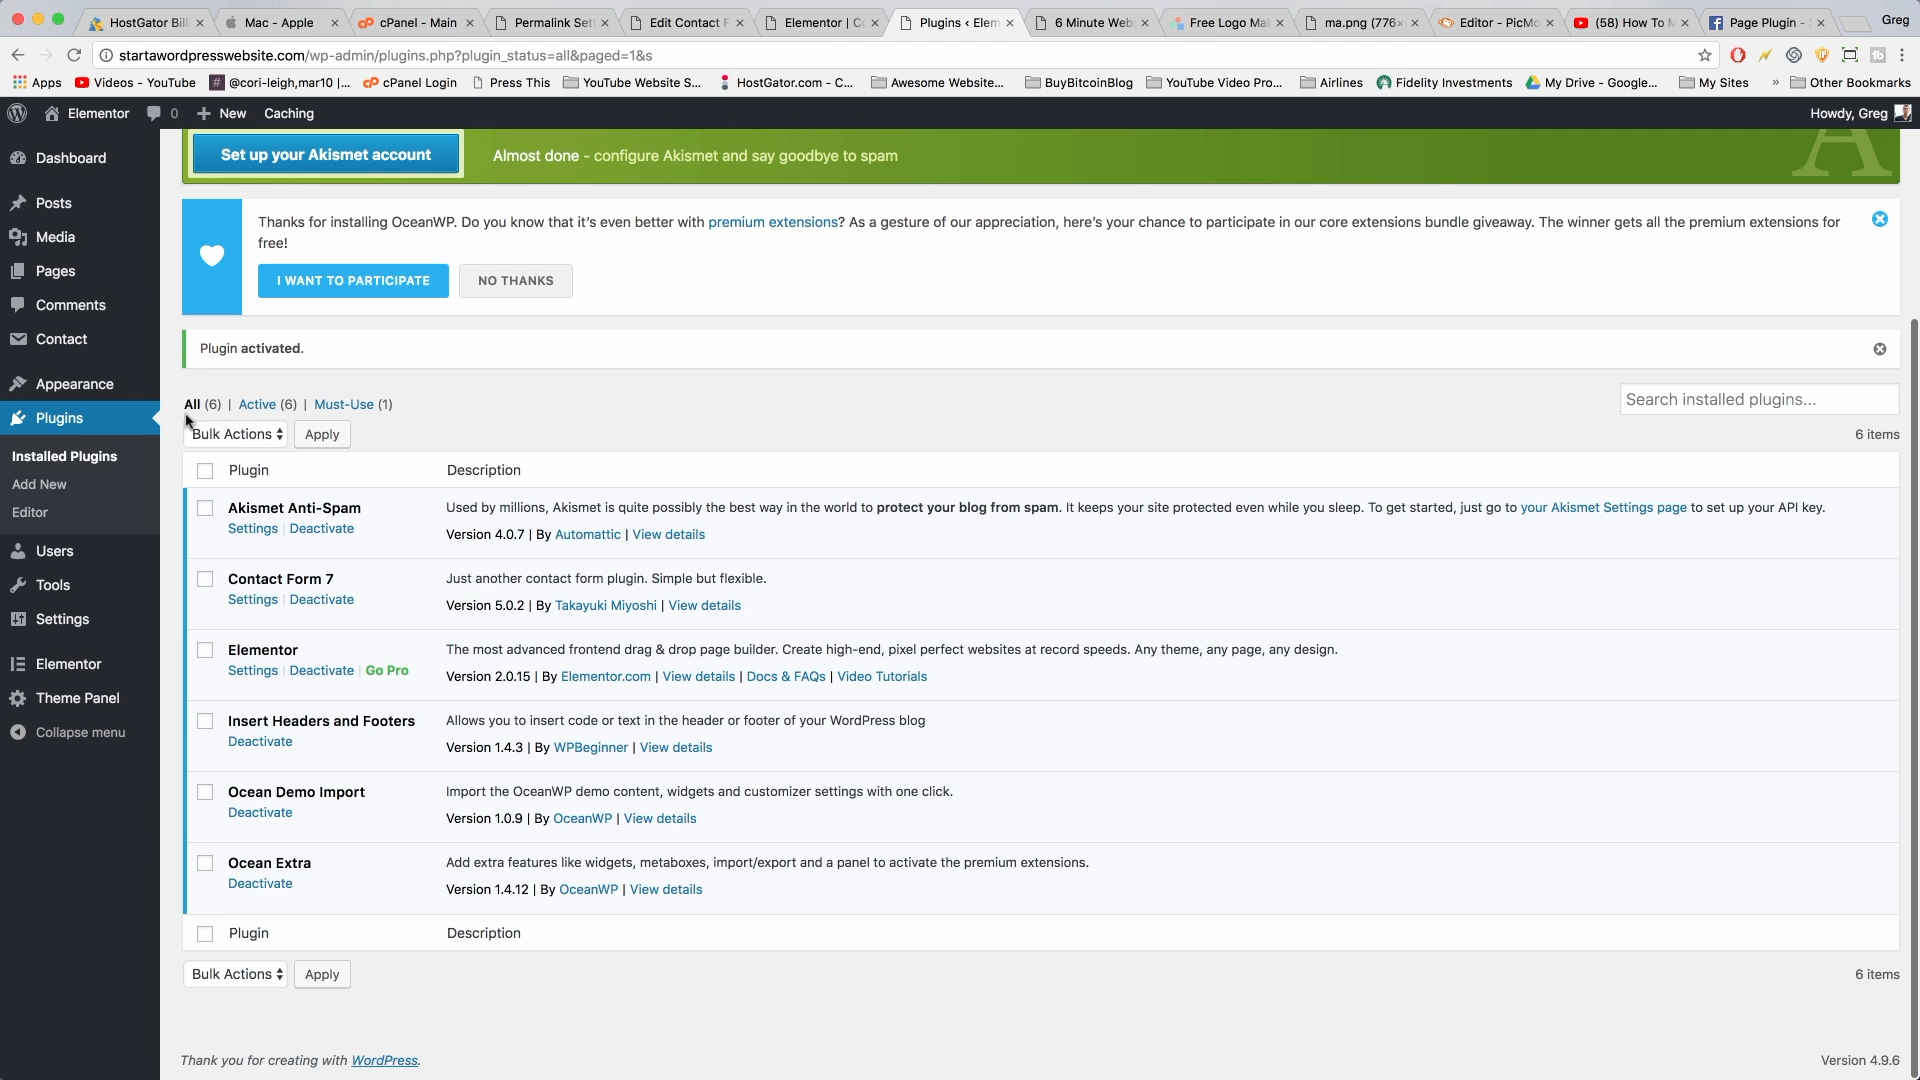 HostGator Bill
Mac - Apple
cPanel - Main
Permalink Set
Edit Contact F
Elementor | Co
Plugins ‹ Elem
6 Minute Web
Free Logo Ma
ma.png (776×
Editor - PicMo
(58) How To M
Page Plugin -
Greg
startawordpresswebsite.com/wp-admin/plugins.php?plugin_status=all&paged=1&s
Apps
Videos - YouTube
@cori-leigh,mar10 |...
cPanel Login
Press This
YouTube Website S...
HostGator.com - C...
Awesome Website...
BuyBitcoinBlog
YouTube Video Pro...
Airlines
Fidelity Investments
My Drive - Google...
My Sites
»
Other Bookmarks
Elementor
0
+ New
Caching
Howdy, Greg
Dashboard
Posts
Media
Pages
Comments
Contact
Appearance
Plugins
Installed Plugins
Add New
Editor
Users
Tools
Settings
Elementor
Theme Panel
Collapse menu
Set up your Akismet account
Almost done - configure Akismet and say goodbye to spam
A
Thanks for installing OceanWP. Do you know that it's even better with premium extensions? As a gesture of our appreciation, here's your chance to participate in our core extensions bundle giveaway. The winner gets all the premium extensions for
free!
I WANT TO PARTICIPATE
NO THANKS
Plugin activated.
All (6) | Active (6) | Must-Use (1)
Search installed plugins...
Bulk Actions
Apply
6 items
Plugin
Description
Akismet Anti-Spam
Settings | Deactivate
Used by millions, Akismet is quite possibly the best way in the world to protect your blog from spam. It keeps your site protected even while you sleep. To get started, just go to your Akismet Settings page to set up your API key.
Version 4.0.7 | By Automattic | View details
Contact Form 7
Settings | Deactivate
Just another contact form plugin. Simple but flexible.
Version 5.0.2 | By Takayuki Miyoshi | View details
Elementor
Settings | Deactivate | Go Pro
The most advanced frontend drag & drop page builder. Create high-end, pixel perfect websites at record speeds. Any theme, any page, any design.
Version 2.0.15 | By Elementor.com | View details | Docs & FAQs | Video Tutorials
Insert Headers and Footers
Deactivate
Allows you to insert code or text in the header or footer of your WordPress blog
Version 1.4.3 | By WPBeginner | View details
Ocean Demo Import
Deactivate
Import the OceanWP demo content, widgets and customizer settings with one click.
Version 1.0.9 | By OceanWP | View details
Ocean Extra
Deactivate
Add extra features like widgets, metaboxes, import/export and a panel to activate the premium extensions.
Version 1.4.12 | By OceanWP | View details
Plugin
Description
Bulk Actions
Apply
6 items
Thank you for creating with WordPress.
Version 4.9.6